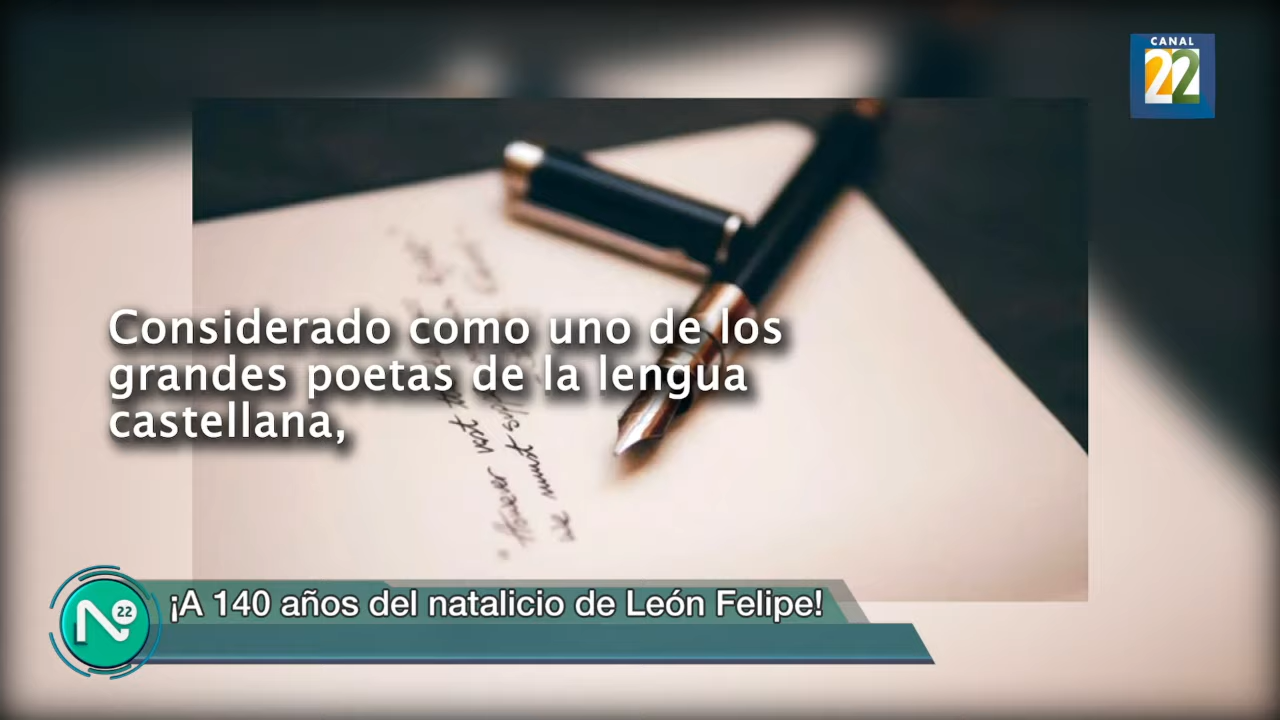 CANAL
22
Considerado como uno de los
grandes poetas de la lengua
castellana,
N22
¡A 140 años del natalicio de León Felipe!